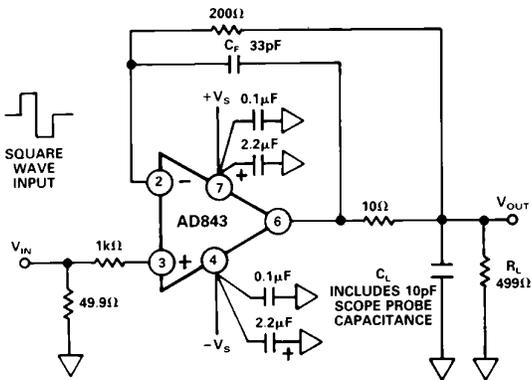 200Ω
CF 33pF
+VS
0.1μF
2.2μF
+
SQUARE
WAVE
INPUT
2 −
7
AD843
6
10Ω
VOUT
VIN
1kΩ
3 +
4
49.9Ω
0.1μF
2.2μF
+
−VS
CL
INCLUDES 10pF
SCOPE PROBE
CAPACITANCE
RL
499Ω